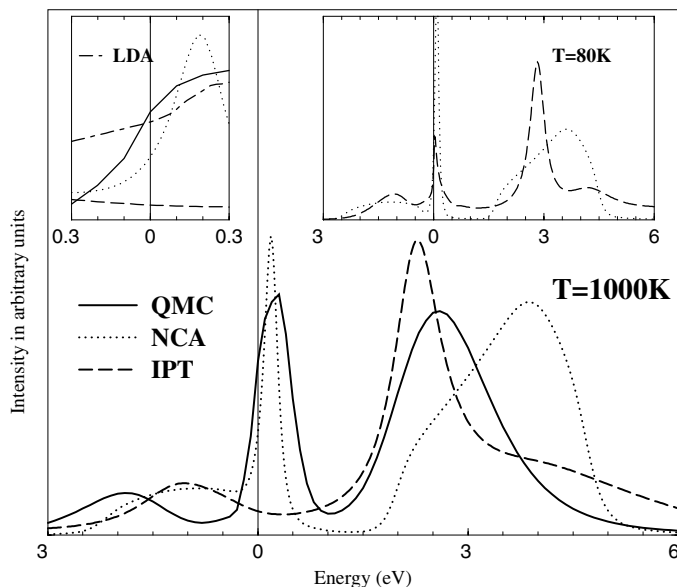 LDA
0.3 0 0.3
T=80K
3 0 3 6
T=1000K
QMC
NCA
IPT
Intensity in arbitrary units
3 0 3 6
Energy (eV)